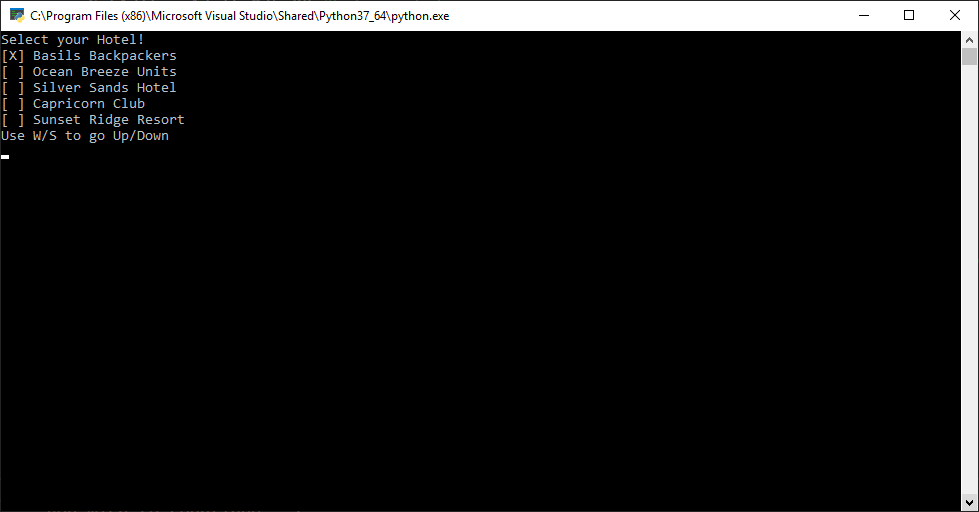 C:\Program Files (x86)\Microsoft Visual Studio\Shared\Python37_64\python.exe
Select your Hotel!
[X] Basils Backpackers
[ ] Ocean Breeze Units
[ ] Silver Sands Hotel
[ ] Capricorn Club
[ ] Sunset Ridge Resort
Use W/S to go Up/Down